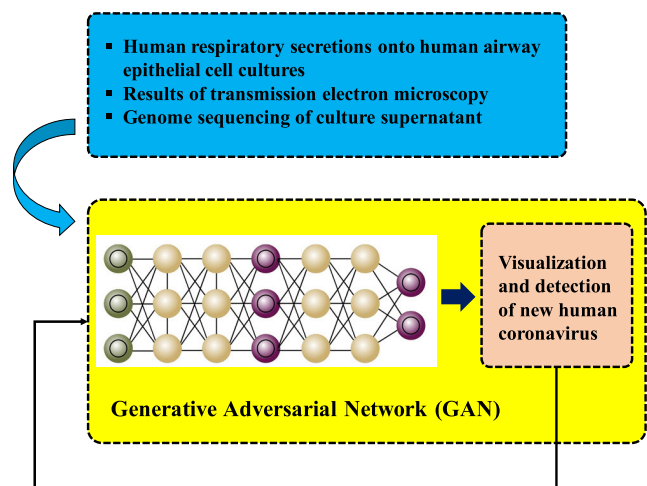 ▪ Human respiratory secretions onto human airway
epithelial cell cultures
▪ Results of transmission electron microscopy
▪ Genome sequencing of culture supernatant
Visualization
and detection
of new human
coronavirus
Generative Adversarial Network (GAN)